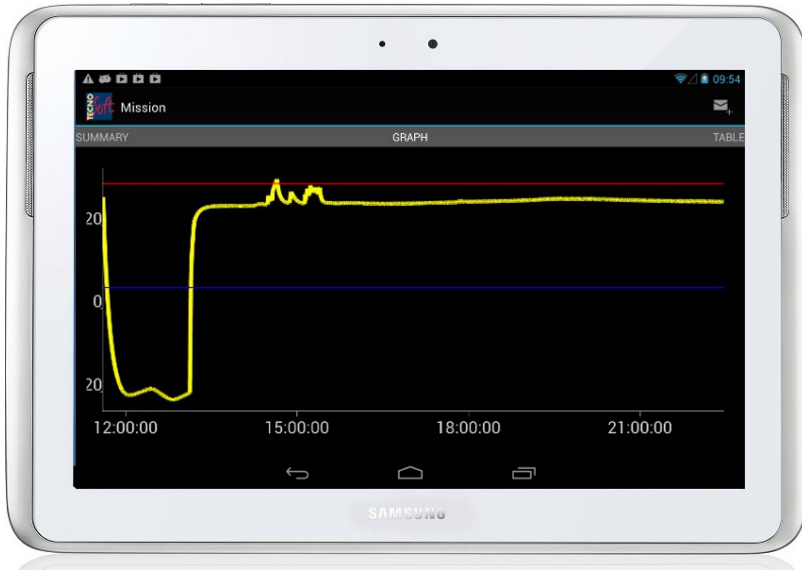 09:54
TECNO Soft Mission
SUMMARY GRAPH TABLE
20
0
20
12:00:00 15:00:00 18:00:00 21:00:00
SAMSUNG